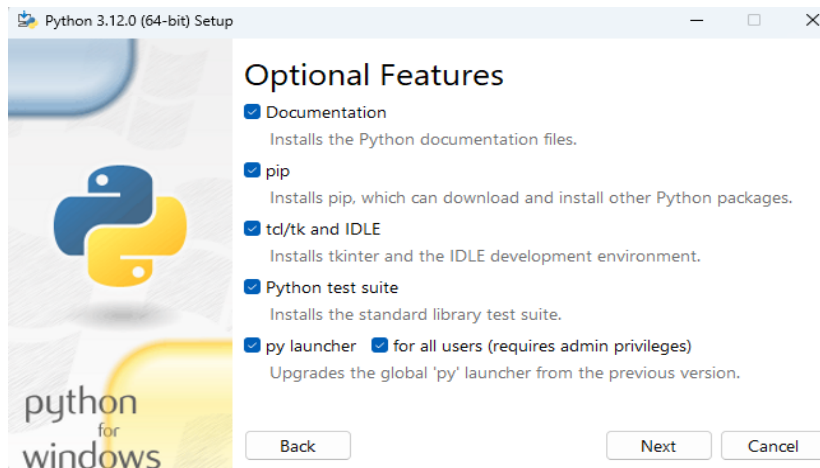 Python 3.12.0 (64-bit) Setup
Optional Features
Documentation
Installs the Python documentation files.
pip
Installs pip, which can download and install other Python packages.
tcl/tk and IDLE
Installs tkinter and the IDLE development environment.
Python test suite
Installs the standard library test suite.
py launcher for all users (requires admin privileges)
Upgrades the global 'py' launcher from the previous version.
python
for
windows
Back Next Cancel